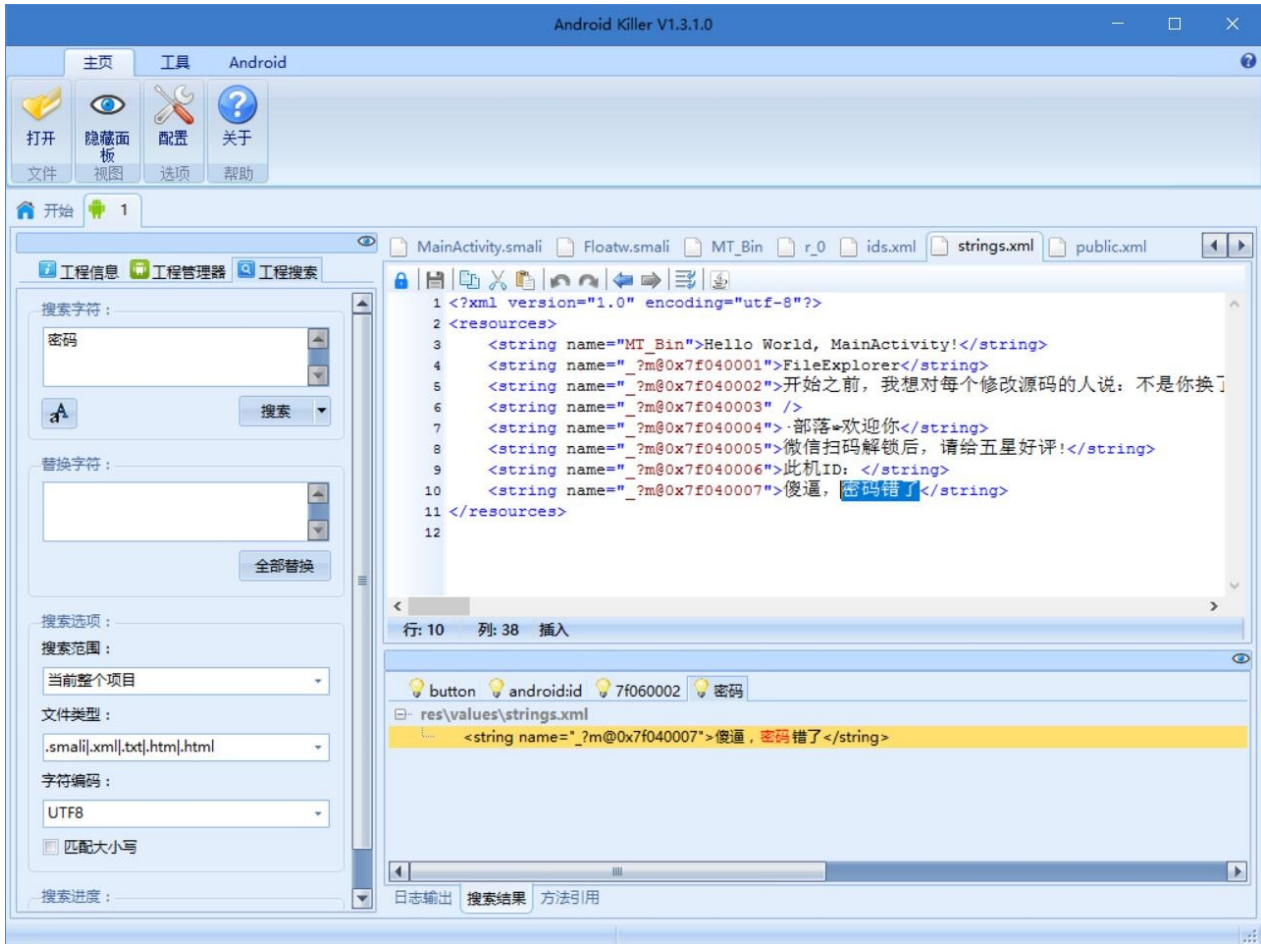 Android Killer V1.3.1.0
主页 工具 Android
打开 隐藏面板 配置 关于
文件 视图 选项 帮助
开始 1
工程信息 工程管理器 工程搜索
搜索字符：
密码
搜索
替换字符：
全部替换
搜索选项：
搜索范围：
当前整个项目
文件类型：
.smali|.xml|.txt|.htm|.html
字符编码：
UTF8
匹配大小写
搜索进度：
MainActivity.smali Floatw.smali MT_Bin r_0 ids.xml strings.xml public.xml
1 <?xml version="1.0" encoding="utf-8"?>
2 <resources>
3 <string name="MT_Bin">Hello World, MainActivity!</string>
4 <string name="_?m@0x7f040001">FileExplorer</string>
5 <string name="_?m@0x7f040002">开始之前，我想对每个修改源码的人说：不是你换了
6 <string name="_?m@0x7f040003" />
7 <string name="_?m@0x7f040004">·部落 欢迎你</string>
8 <string name="_?m@0x7f040005">微信扫码解锁后，请给五星好评!</string>
9 <string name="_?m@0x7f040006">此机ID: </string>
10 <string name="_?m@0x7f040007">傻逼，密码错了</string>
11 </resources>
12
行: 10 列: 38 插入
button android:id 7f060002 密码
res\values\strings.xml
<string name="_?m@0x7f040007">傻逼，密码错了</string>
日志输出 搜索结果 方法引用